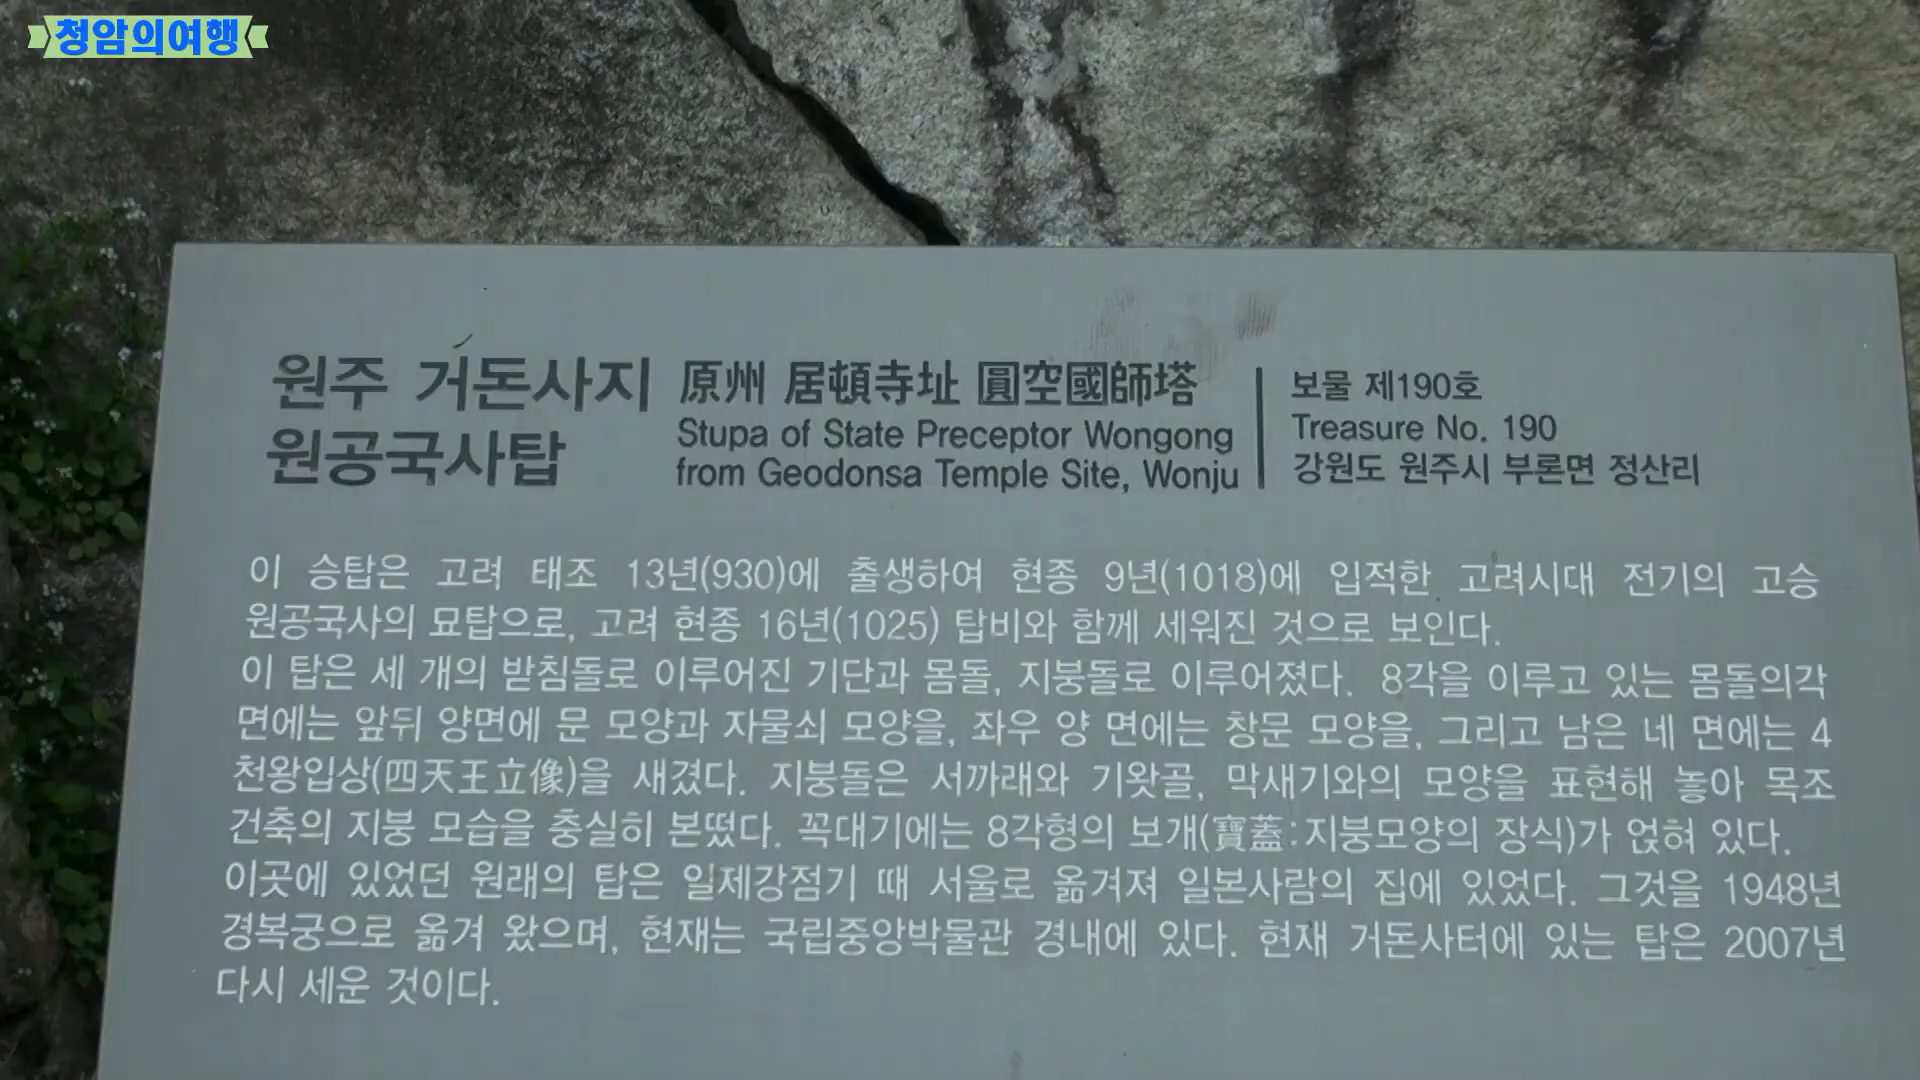 청암의여행
원주 거돈사지 原州 居頓寺址 圓空國師塔
원공국사탑
Stupa of State Preceptor Wongong
from Geodonsa Temple Site, Wonju
보물 제190호
Treasure No. 190
강원도 원주시 부론면 정산리
이 승탑은 고려 태조 13년(930)에 출생하여 현종 9년(1018)에 입적한 고려시대 전기의 고승
원공국사의 묘탑으로, 고려 현종 16년(1025) 탑비와 함께 세워진 것으로 보인다.
이 탑은 세 개의 받침돌로 이루어진 기단과 몸돌, 지붕돌로 이루어졌다. 8각을 이루고 있는 몸돌의각
면에는 앞뒤 양면에 문 모양과 자물쇠 모양을, 좌우 양 면에는 창문 모양을, 그리고 남은 네 면에는 4
천왕입상(四天王立像)을 새겼다. 지붕돌은 서까래와 기왓골, 막새기와의 모양을 표현해 놓아 목조
건축의 지붕 모습을 충실히 본떴다. 꼭대기에는 8각형의 보개(寶蓋:지붕모양의 장식)가 얹혀 있다.
이곳에 있었던 원래의 탑은 일제강점기 때 서울로 옮겨져 일본사람의 집에 있었다. 그것을 1948년
경복궁으로 옮겨 왔으며, 현재는 국립중앙박물관 경내에 있다. 현재 거돈사터에 있는 탑은 2007년
다시 세운 것이다.